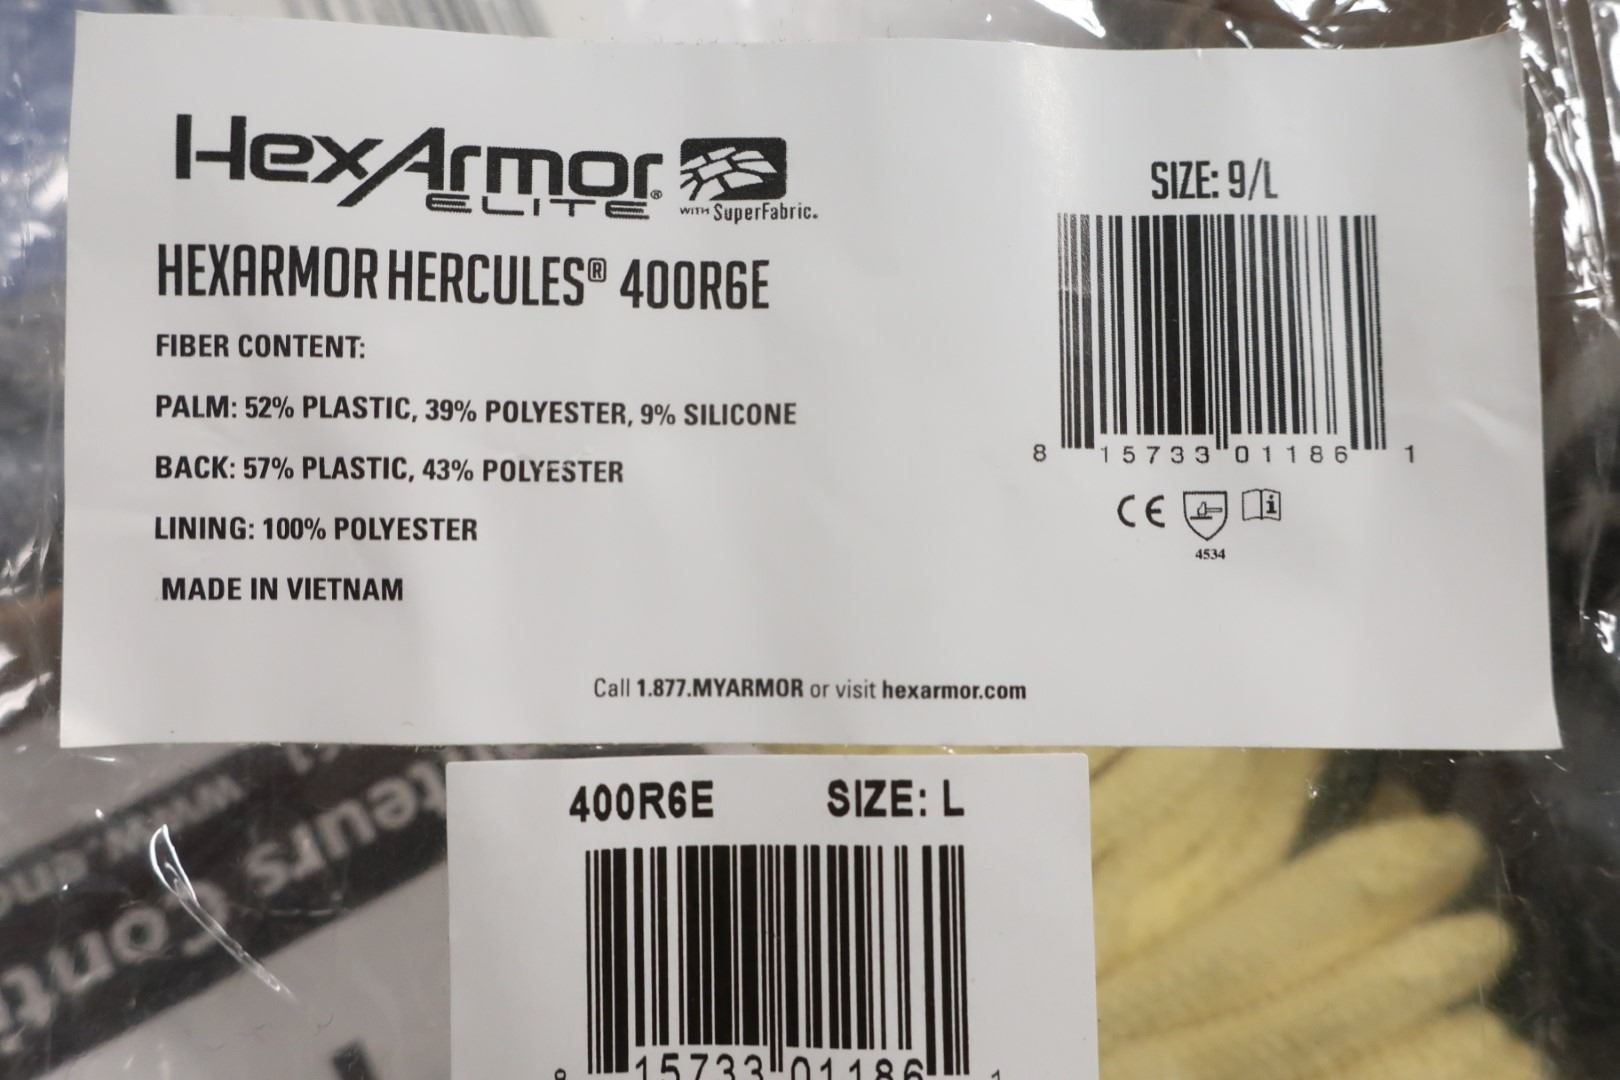 HexArmor®
ELITE
WITH SuperFabric®
HEXARMOR HERCULES® 400R6E
FIBER CONTENT:
PALM: 52% PLASTIC, 39% POLYESTER, 9% SILICONE
BACK: 57% PLASTIC, 43% POLYESTER
LINING: 100% POLYESTER
MADE IN VIETNAM
SIZE: 9/L
8 15733 01186 1
CE
i
4534
Call 1.877.MYARMOR or visit hexarmor.com
400R6E SIZE: L
8 15733 01186 1